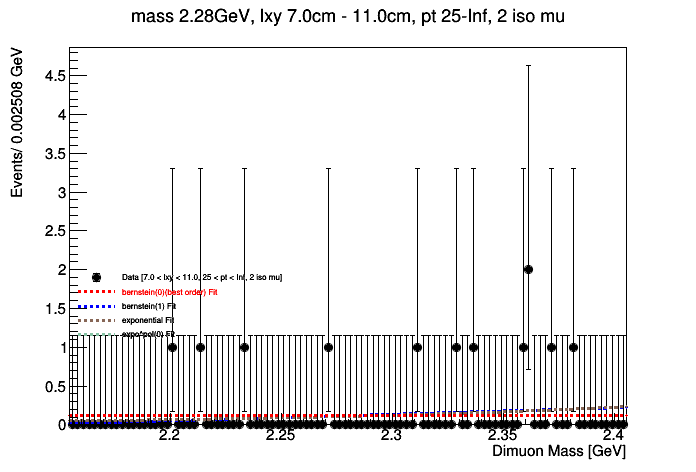 mass 2.28GeV, lxy 7.0cm - 11.0cm, pt 25-Inf, 2 iso mu
Events/ 0.002508 GeV
4.5
4
3.5
3
2.5
2
1.5
1
0.5
0
Data [7.0 < lxy < 11.0, 25 < pt < Inf, 2 iso mu]
bernstein(0)(best order) Fit
bernstein(1) Fit
exponential Fit
expo*pol(0) Fit
2.2 2.25 2.3 2.35 2.4
Dimuon Mass [GeV]